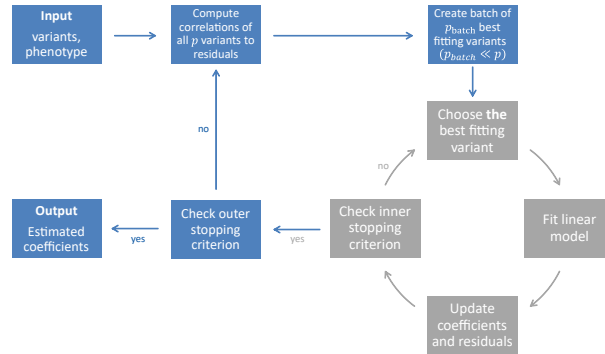 Input
variants,
phenotype
Compute
correlations of
all p variants to
residuals
Create batch of
p_batch best
fitting variants
(p_batch ≪ p)
Choose the
best fitting
variant
no
no
Output
Estimated
coefficients
yes
Check outer
stopping
criterion
yes
Check inner
stopping
criterion
Fit linear
model
Update
coefficients
and residuals